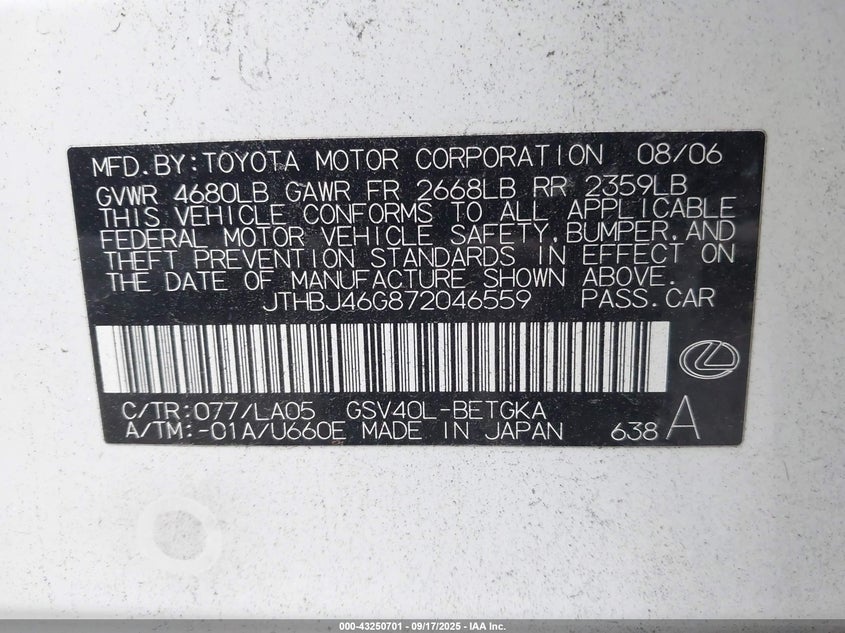 MFD.BY:TOYOTA MOTOR CORPORATION 08/06
GVWR 4680LB GAWR FR 2668LB RR 2359LB
THIS VEHICLE CONFORMS TO ALL APPLICABLE
FEDERAL MOTOR VEHICLE SAFETY,BUMPER,AND
THEFT PREVENTION STANDARDS IN EFFECT ON
THE DATE OF MANUFACTURE SHOWN ABOVE.
JTHBJ46G872046559 PASS.CAR
C/TR:077/LA05 GSV40L-BETGKA
A/TM:-01A/U660E MADE IN JAPAN 638 A
000-43250701 - 09/17/2025 - IAA Inc.